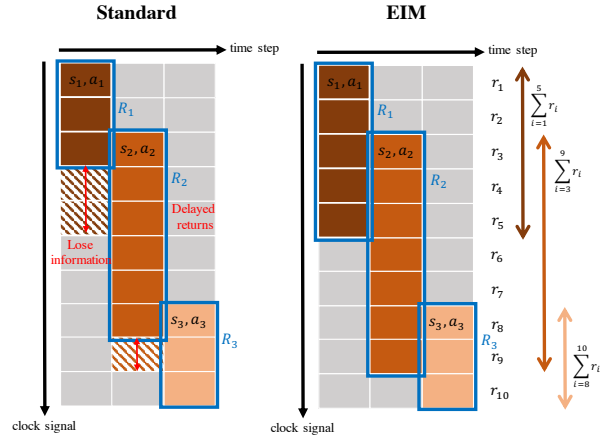 Standard
EIM
time step
time step
s₁, a₁
R₁
s₂, a₂
R₂
Delayed
returns
Lose
information
s₃, a₃
R₃
clock signal
s₁, a₁
R₁
s₂, a₂
R₂
s₃, a₃
R₃
clock signal
r₁
r₂
r₃
r₄
r₅
r₆
r₇
r₈
r₉
r₁₀
5
∑ rᵢ
i=1
9
∑ rᵢ
i=3
10
∑ rᵢ
i=8